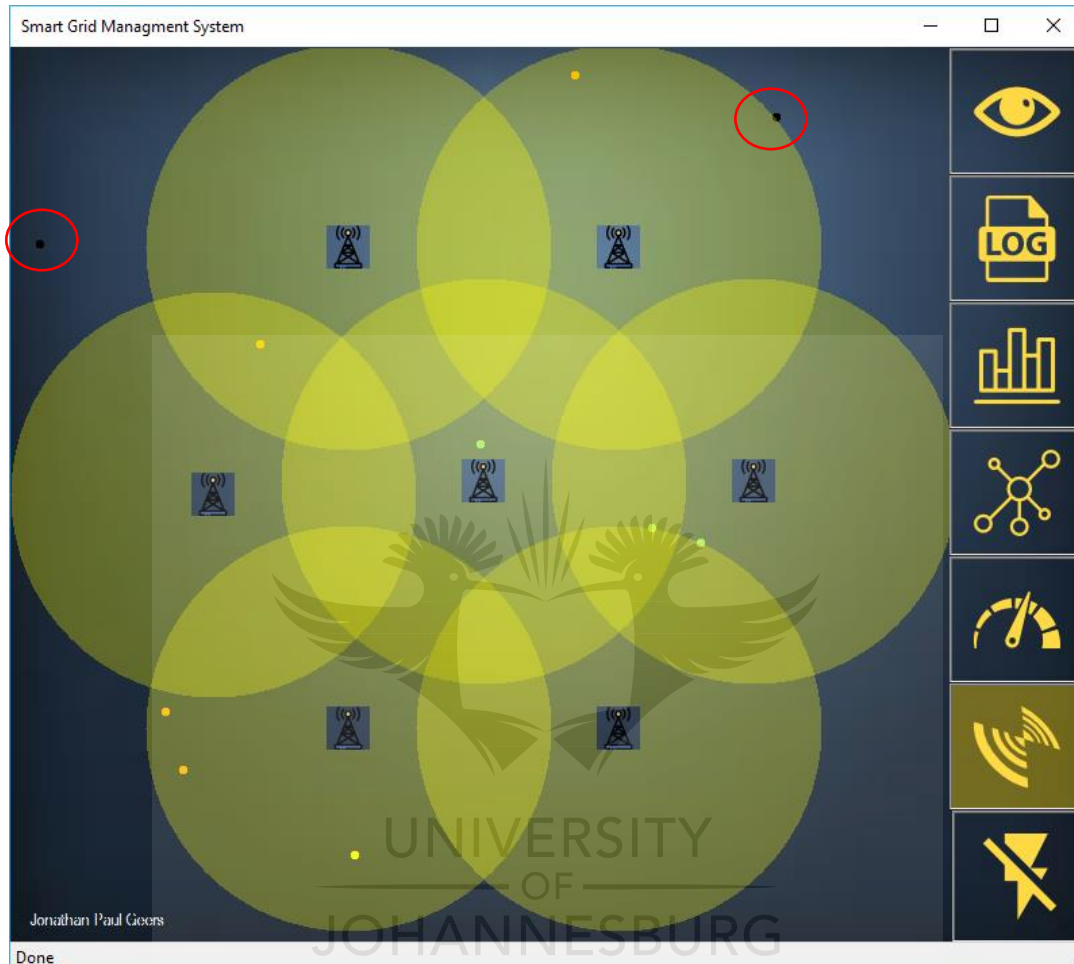 Smart Grid Managment System
LOG
UNIVERSITY
OF
JOHANNESBURG
Jonathan Paul Geers
Done